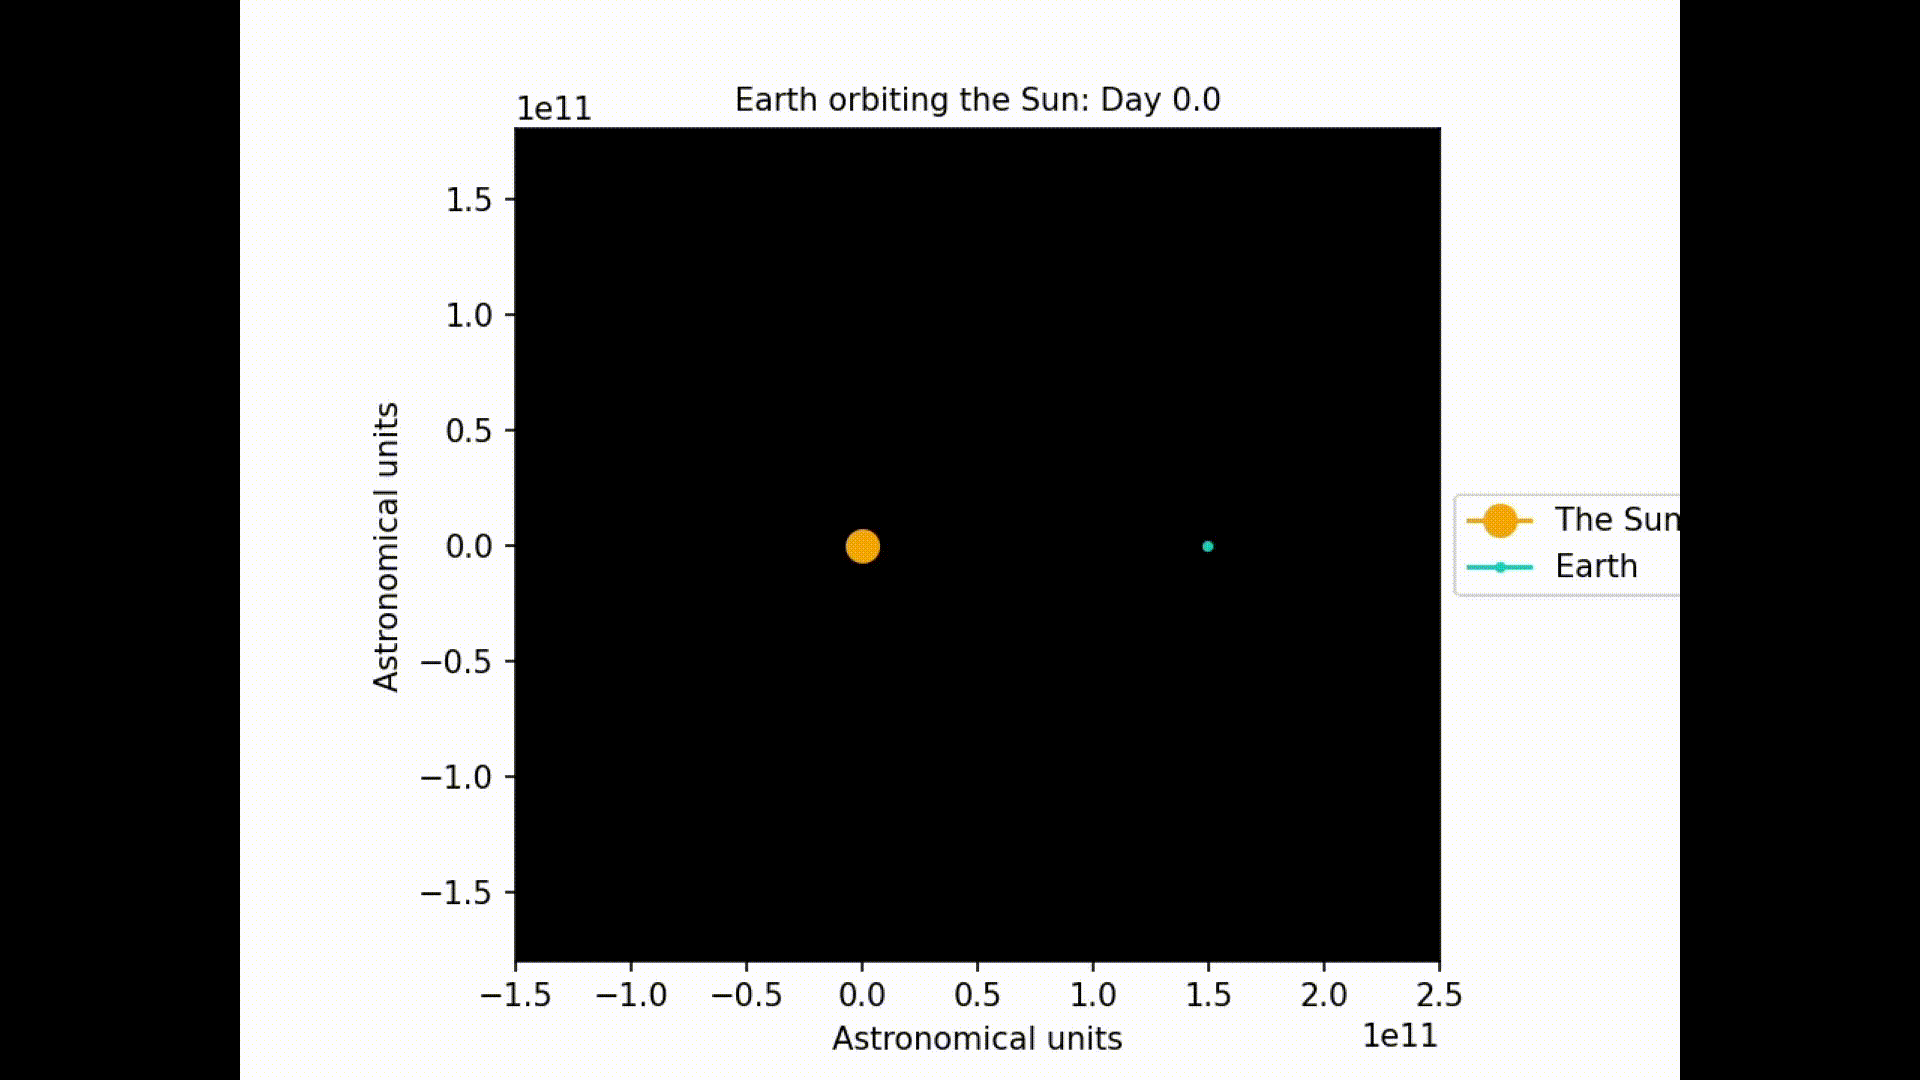 Earth orbiting the Sun: Day 0.0
1e11
1.5
1.0
0.5
0.0
−0.5
−1.0
−1.5
Astronomical units
The Sun
Earth
−1.5 −1.0 −0.5 0.0 0.5 1.0 1.5 2.0 2.5
Astronomical units
1e11